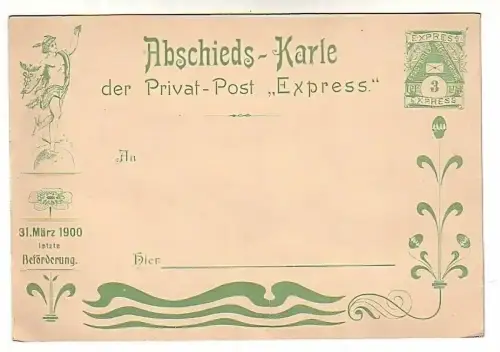 Abschieds-Karte
der Privat-Post „Express."
EXPRESS
3
EXPRESS
An
31. März 1900
letzte
Beförderung.
Hier